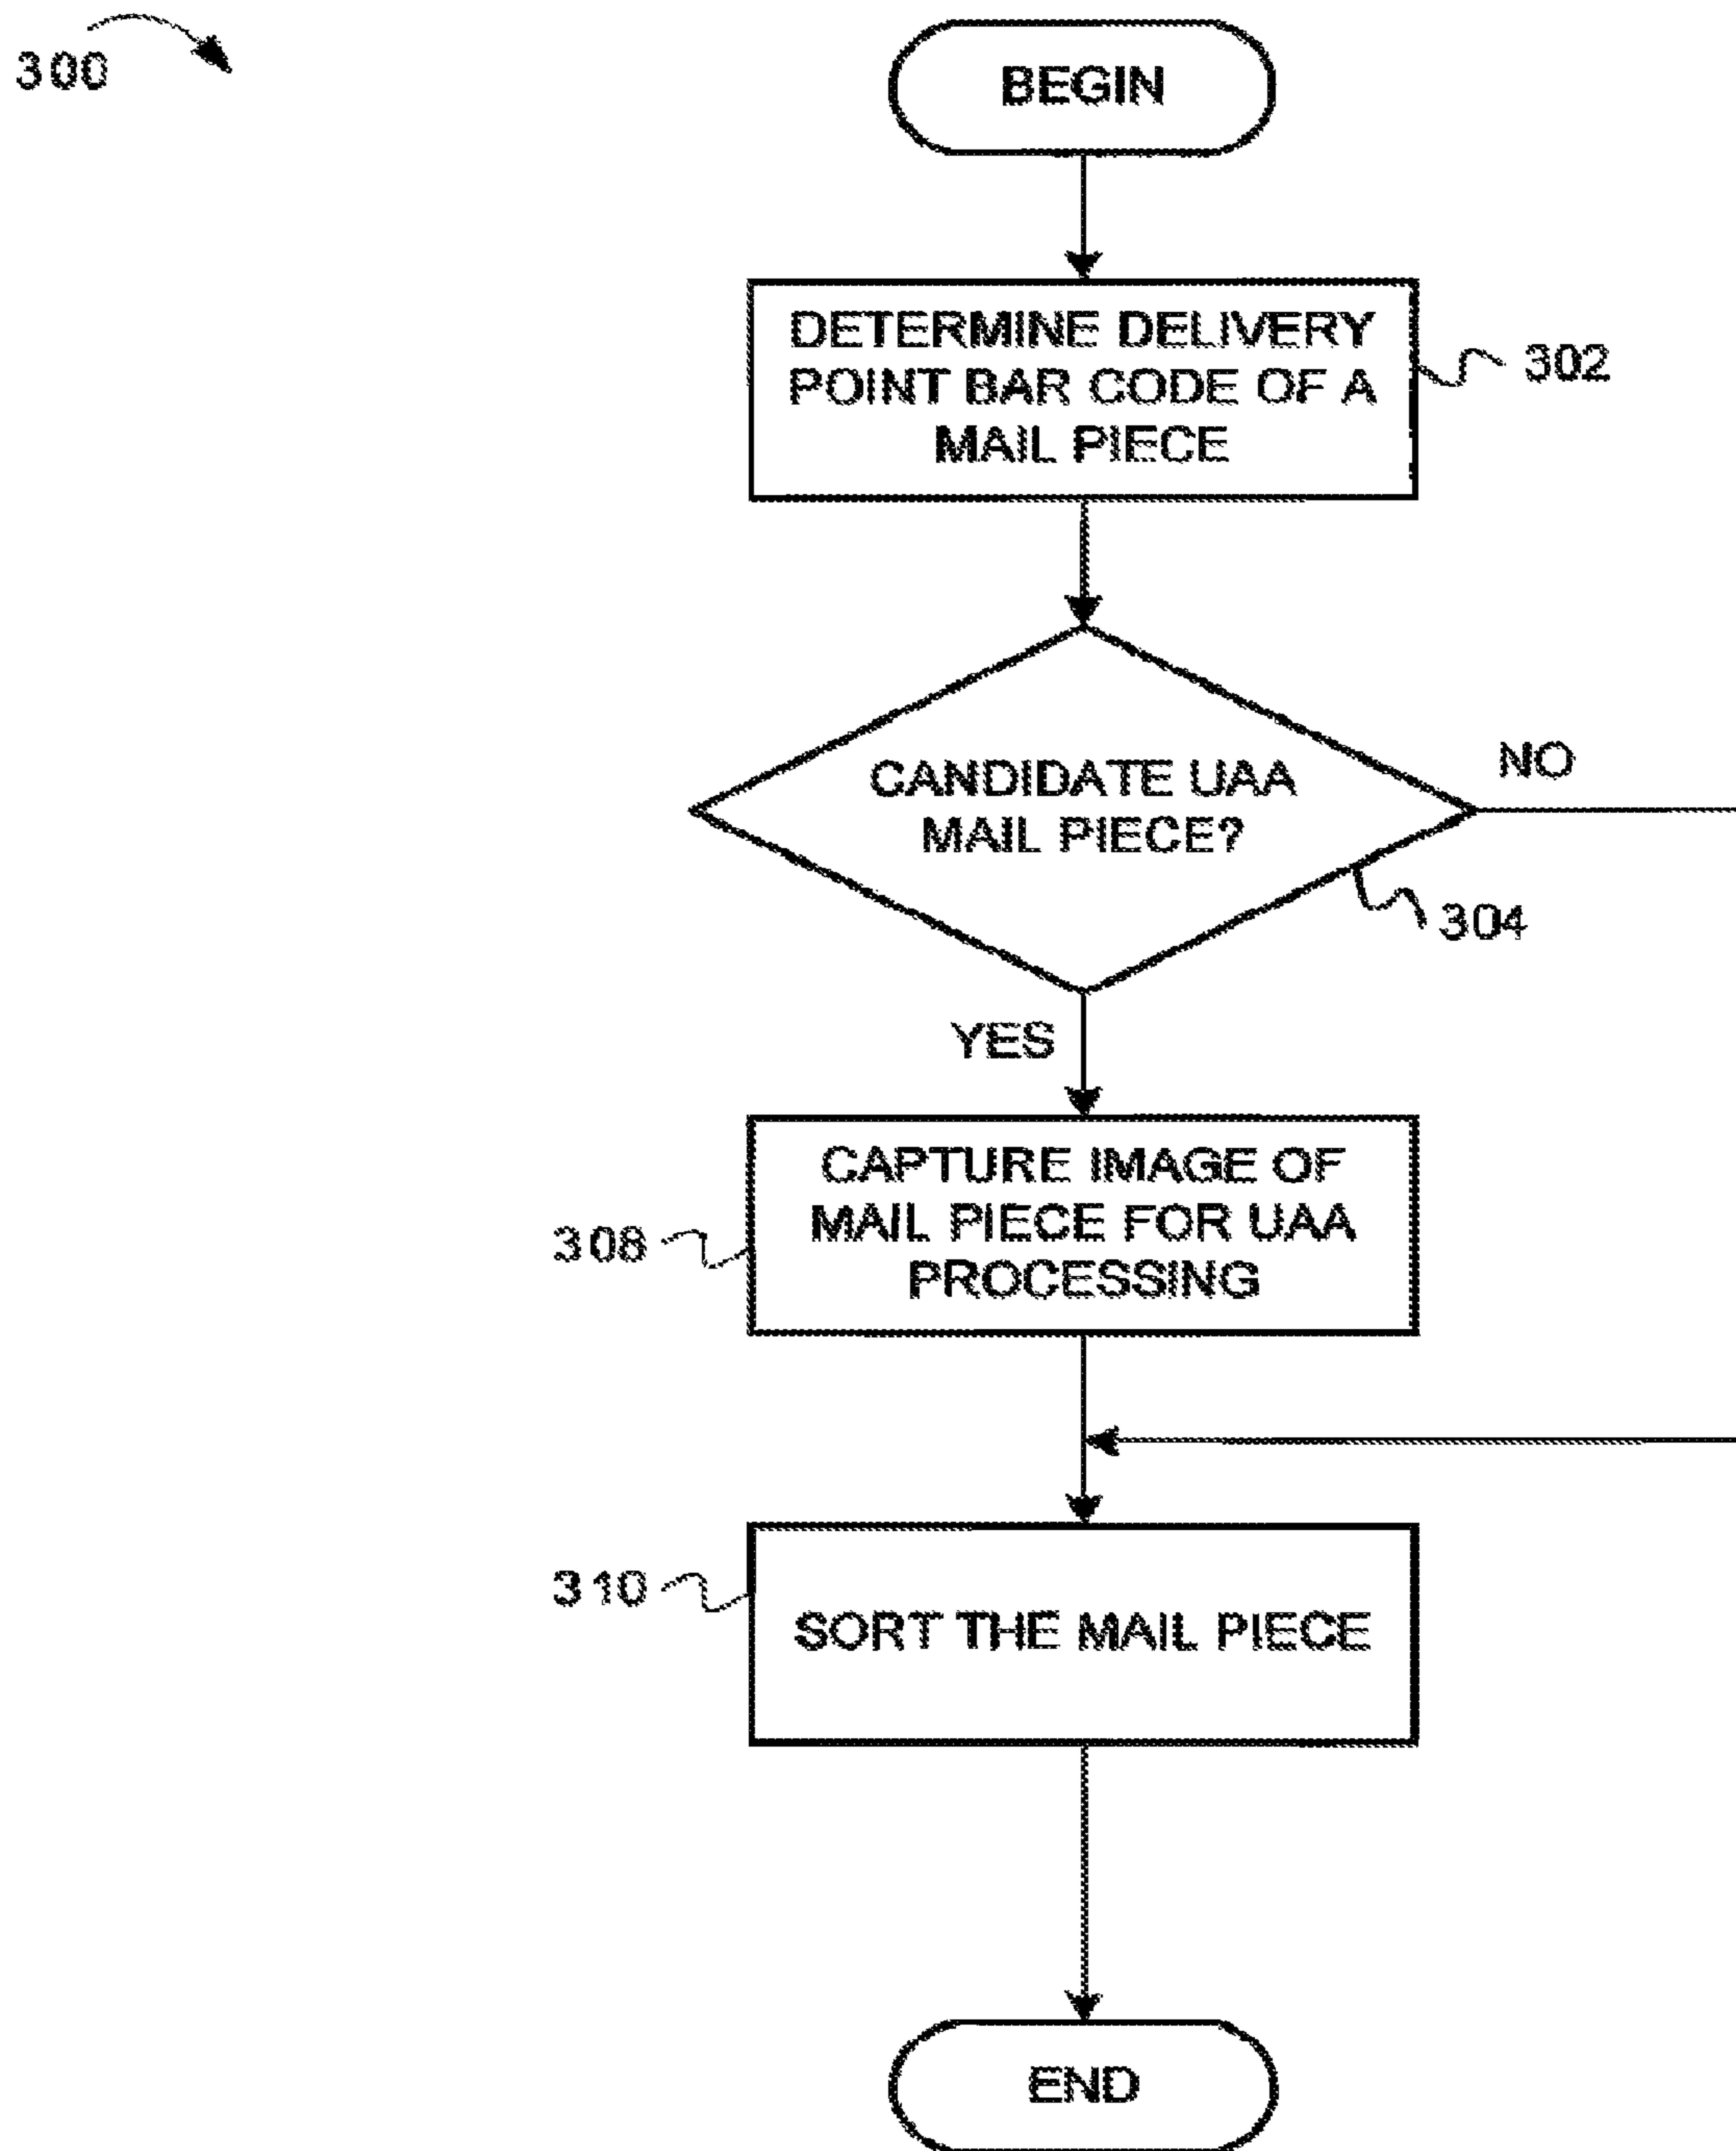 300
BEGIN
DETERMINE DELIVERY
POINT BAR CODE OF A
MAIL PIECE
302
CANDIDATE UAA
MAIL PIECE?
NO
304
YES
CAPTURE IMAGE OF
MAIL PIECE FOR UAA
PROCESSING
308
310
SORT THE MAIL PIECE
END